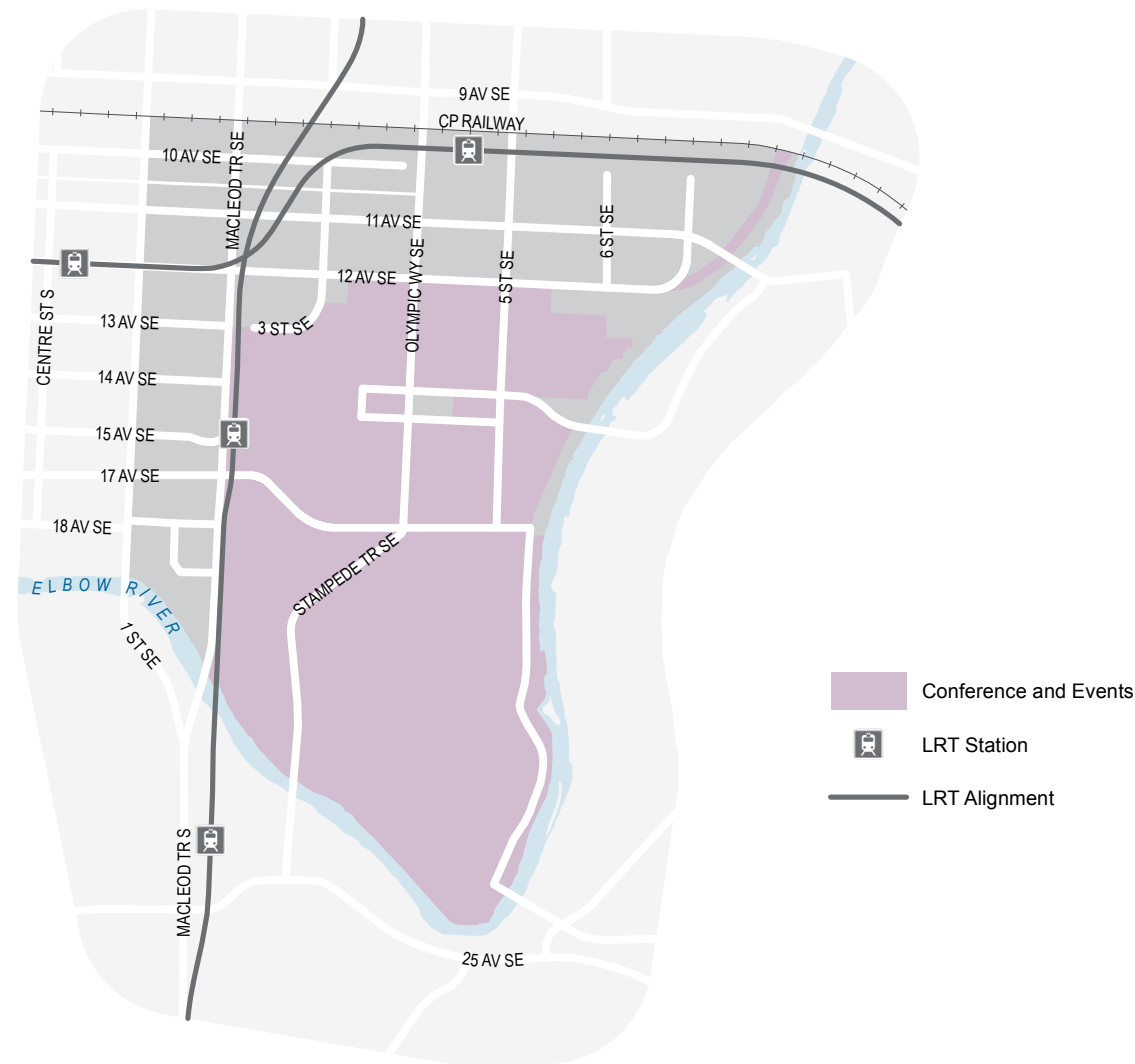 9 AV SE
CP RAILWAY
10 AV SE
MACLEOD TR SE
11 AV SE
6 ST SE
12 AV SE
5 ST SE
OLYMPIC WY SE
CENTRE ST S
13 AV SE
3 ST SE
14 AV SE
15 AV SE
17 AV SE
18 AV SE
STAMPEDE TR SE
ELBOW RIVER
1 ST SE
MACLEOD TR S
25 AV SE
Conference and Events
LRT Station
LRT Alignment